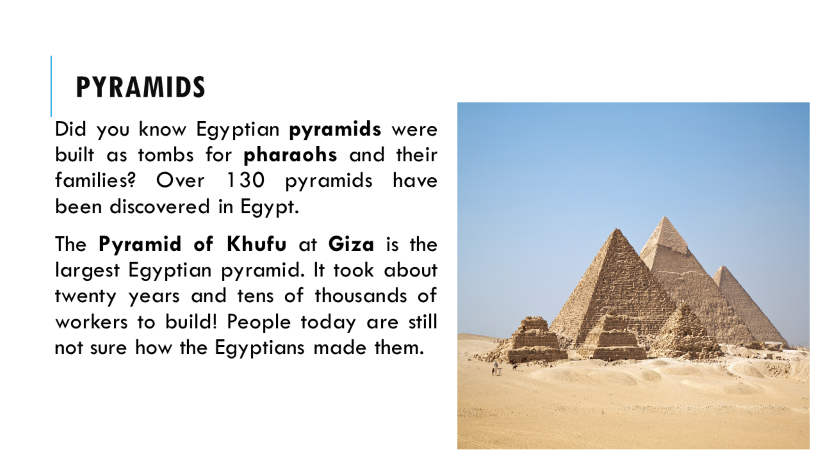 PYRAMIDS
Did you know Egyptian pyramids were
built as tombs for pharaohs and their
families? Over 130 pyramids have
been discovered in Egypt.
The Pyramid of Khufu at Giza is the
largest Egyptian pyramid. It took about
twenty years and tens of thousands of
workers to build! People today are still
not sure how the Egyptians made them.